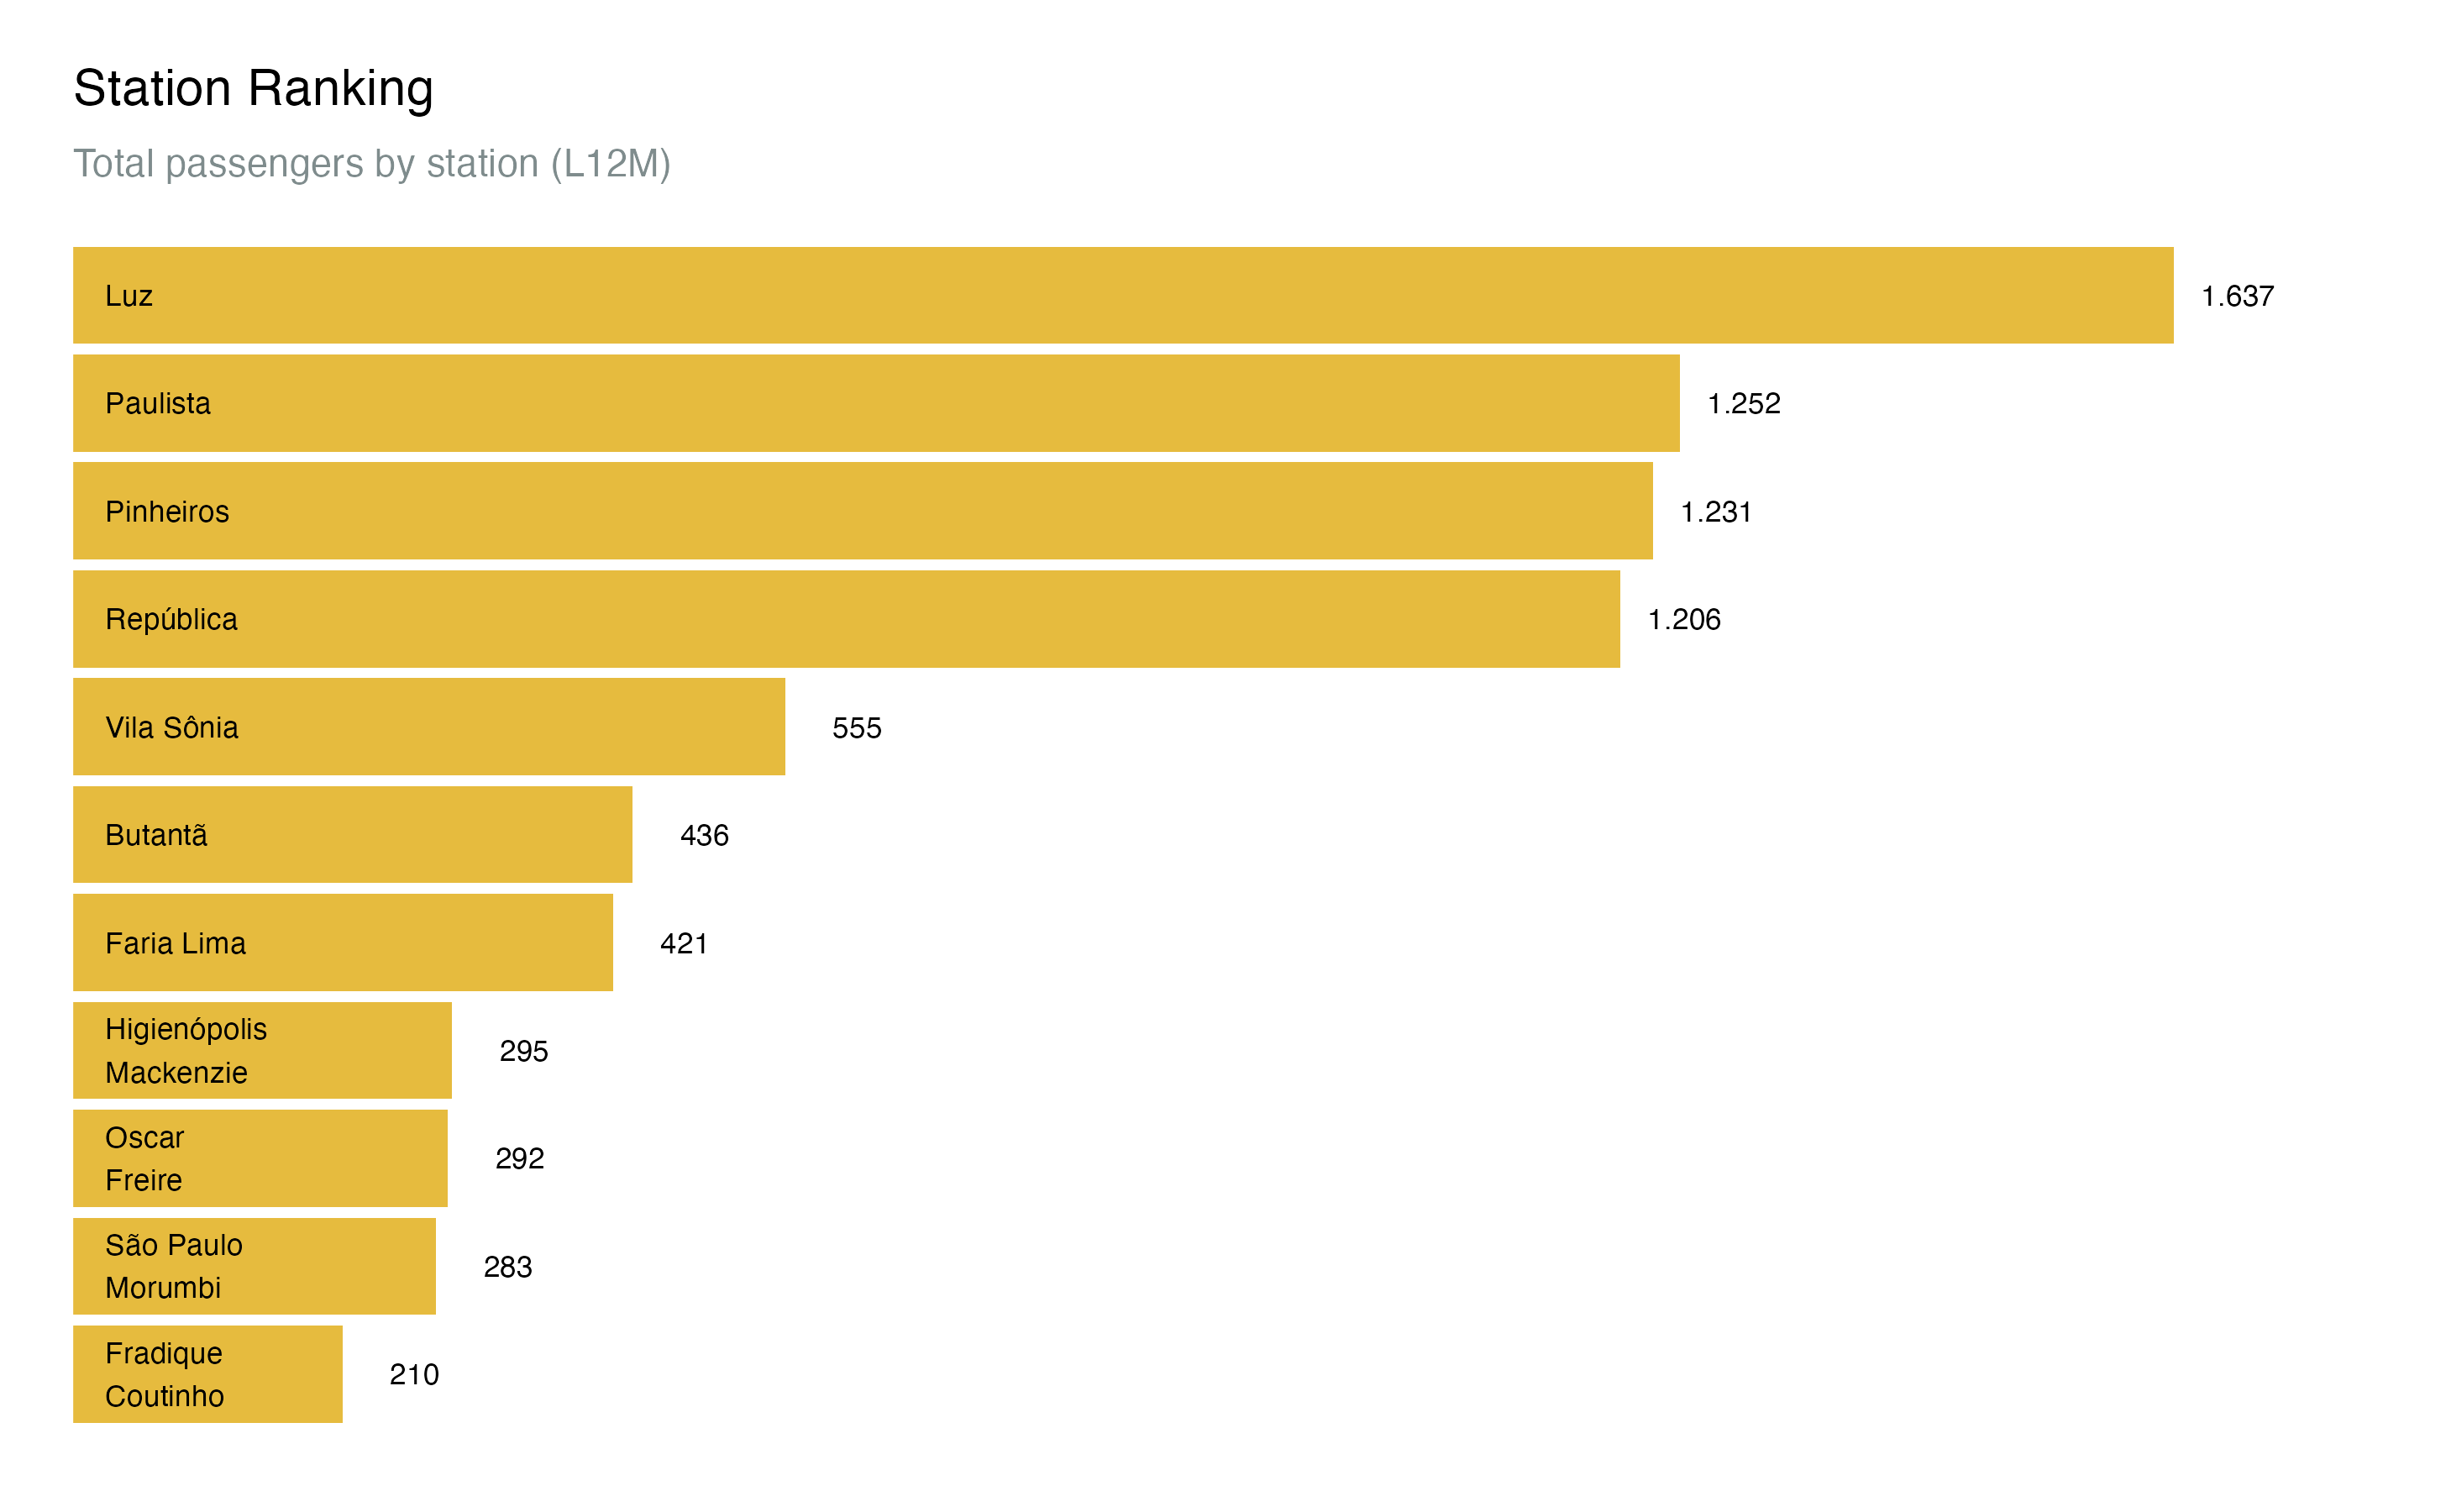 Station Ranking
Total passengers by station (L12M)
Luz
1.637
Paulista
1.252
Pinheiros
1.231
República
1.206
Vila Sônia
555
Butantã
436
Faria Lima
421
Higienópolis
Mackenzie
295
Oscar
Freire
292
São Paulo
Morumbi
283
Fradique
Coutinho
210